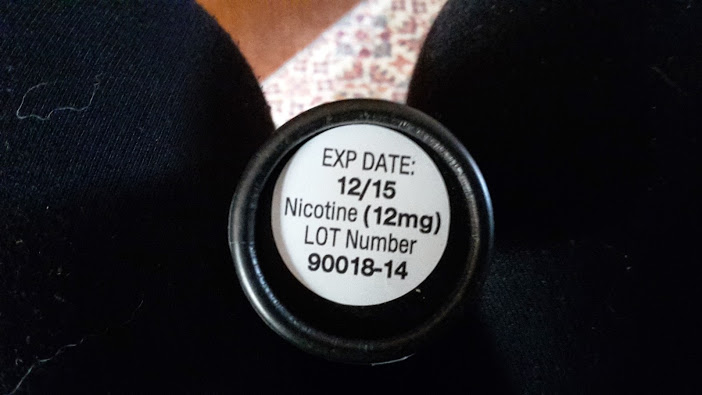 EXP DATE:
12/15
Nicotine (12mg)
LOT Number
90018-14